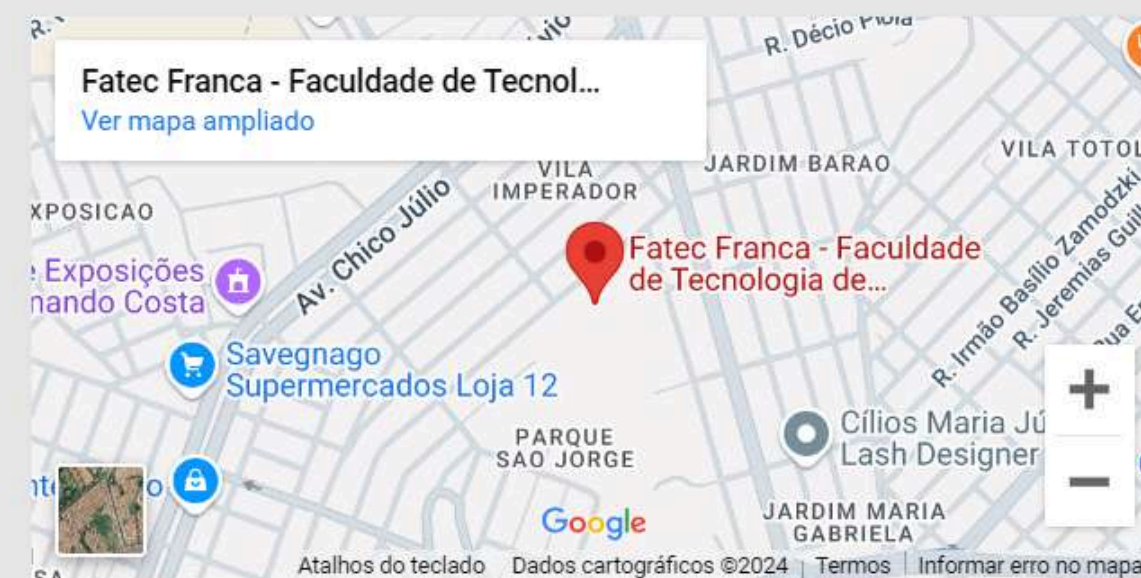 R. Décio Pirola
Fatec Franca - Faculdade de Tecnol...
Ver mapa ampliado
VILA
IMPERADOR
JARDIM BARAO
VILA TOTOL
XPOSICAO
Av. Chico Júlio
Exposições
nando Costa
Fatec Franca - Faculdade
de Tecnologia de...
R. Irmão Basílio Zamodzki
R. Jeremias Guil
Savegnago
Supermercados Loja 12
PARQUE
SAO JORGE
Cílios Maria Jú
Lash Designer
JARDIM MARIA
GABRIELA
Google
Atalhos do teclado
Dados cartográficos ©2024
Termos
Informar erro no mapa